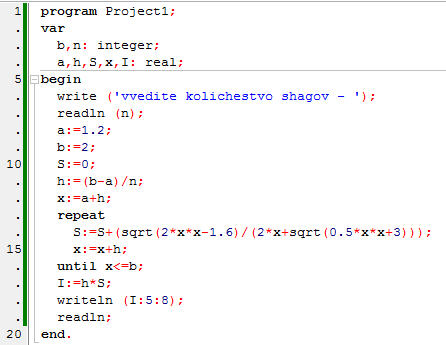 1 program Project1;
. var
. b,n: integer;
. a,h,S,x,I: real;
5 begin
. write ('vvedite kolichestvo shagov - ');
. readln (n);
. a:=1.2;
. b:=2;
10 S:=0;
. h:=(b-a)/n;
. x:=a+h;
. repeat
. S:=S+(sqrt(2*x*x-1.6)/(2*x+sqrt(0.5*x*x+3)));
15 x:=x+h;
. until x<=b;
. I:=h*S;
. writeln (I:5:8);
. readln;
20 end.